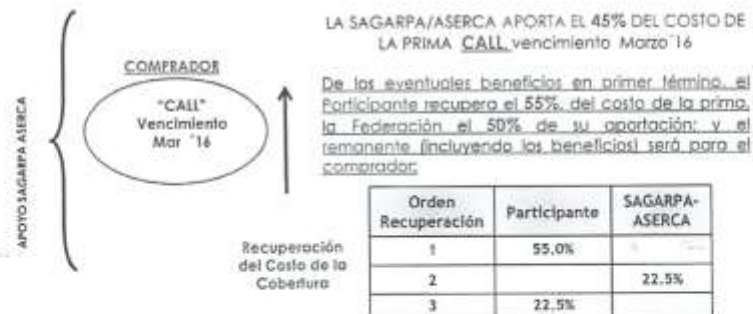 LA SAGARPA/ASERCA APORTA EL 45% DEL COSTO DE
LA PRIMA CALL vencimiento Marzo´16
APOYO SAGARPA ASERCA
COMPRADOR
"CALL"
Vencimiento
Mar ´16
De los eventuales beneficios en primer término, el
Participante recupera el 55%, del costo de la prima,
la Federación el 50% de su aportación; y el
remanente (incluyendo los beneficios) será para el
comprador:
Recuperación
del Costo de la
Cobertura
Orden
Recuperación
Participante
SAGARPA-
ASERCA
1
55.0%
2
22.5%
3
22.5%